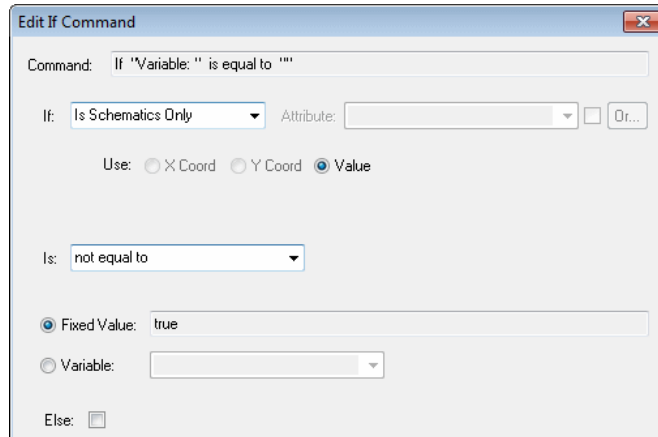 Edit If Command
Command: If "Variable: " is equal to ""
If: Is Schematics Only Attribute: Or...
Use: X Coord Y Coord Value
Is: not equal to
Fixed Value: true
Variable:
Else: